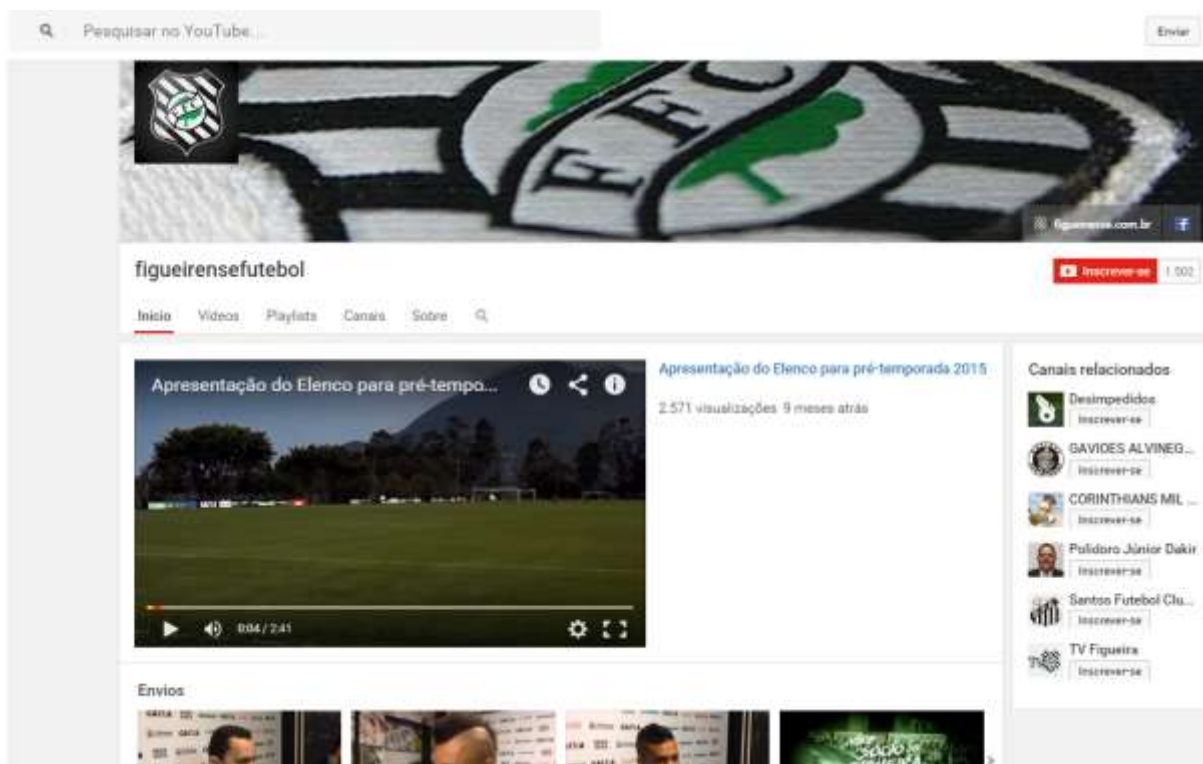 Pesquisar no YouTube...
Enviar
FFC
figueirense.com.br
figueirensefutebol
Inscrever-se 1.502
Início Vídeos Playlists Canais Sobre
Apresentação do Elenco para pré-tempo...
Apresentação do Elenco para pré-temporada 2015
2.571 visualizações 9 meses atrás
0:04 / 2:41
Canais relacionados
Desimpedidos
Inscrever-se
GAVIOES ALVINEG...
Inscrever-se
CORINTHIANS MIL ...
Inscrever-se
Polidoro Júnior Dakir
Inscrever-se
Santos Futebol Clu...
Inscrever-se
TV Figueira
Inscrever-se
Envios